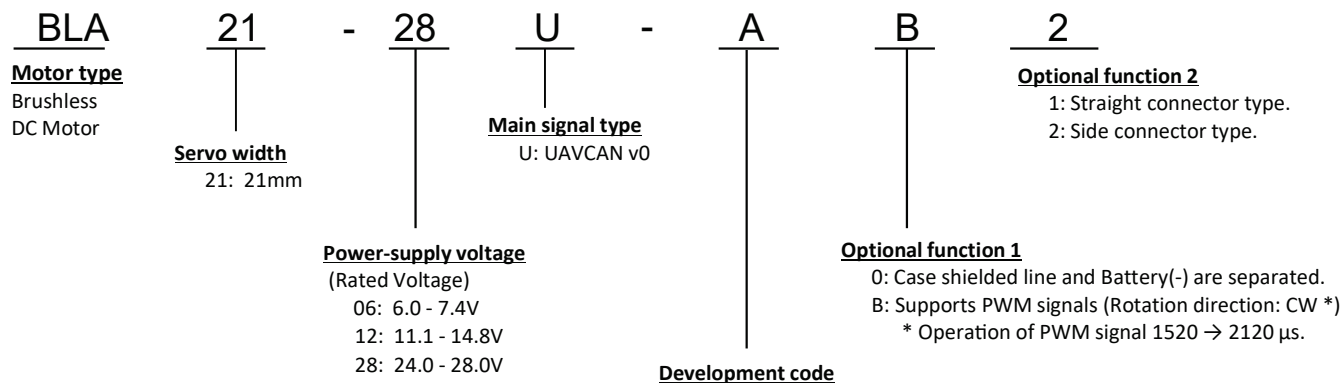 BLA 21 - 28 U - A B 2
Motor type
Brushless
DC Motor
Servo width
21: 21mm
Power-supply voltage
(Rated Voltage)
06: 6.0 - 7.4V
12: 11.1 - 14.8V
28: 24.0 - 28.0V
Main signal type
U: UAVCAN v0
Development code
Optional function 1
0: Case shielded line and Battery(-) are separated.
B: Supports PWM signals (Rotation direction: CW *)
* Operation of PWM signal 1520 → 2120 µs.
Optional function 2
1: Straight connector type.
2: Side connector type.